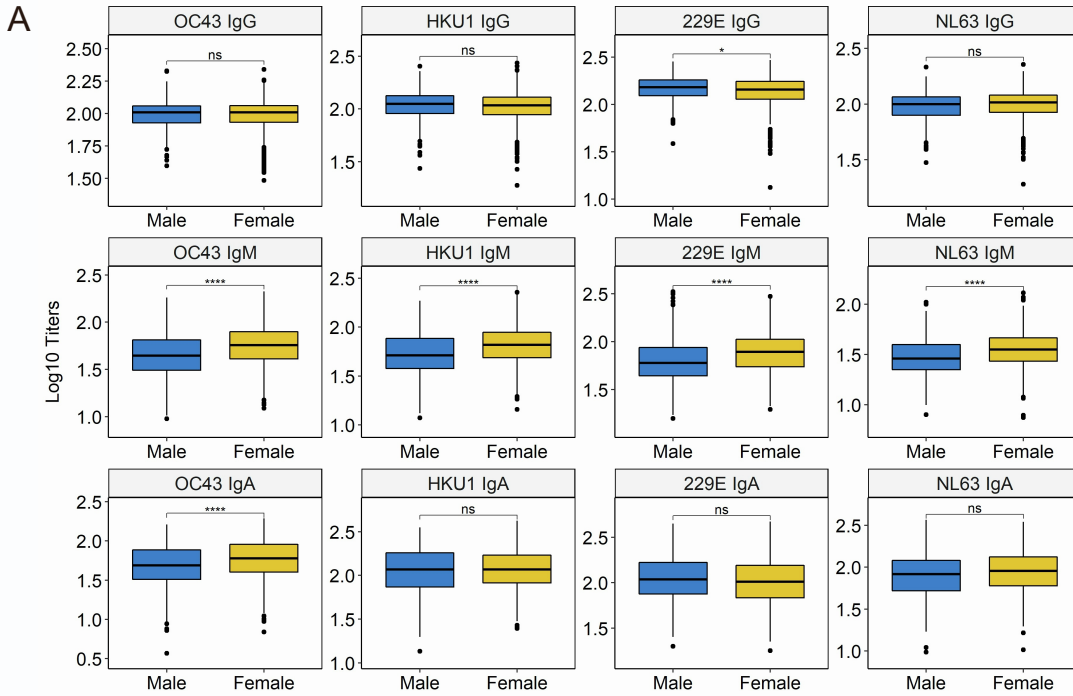 A
OC43 IgG
HKU1 IgG
229E IgG
NL63 IgG
2.50
2.25
2.00
1.75
1.50
ns
Male Female
2.5
2.0
1.5
ns
Male Female
2.5
2.0
1.5
1.0
*
Male Female
2.5
2.0
1.5
ns
Male Female
Log10 Titers
OC43 IgM
HKU1 IgM
229E IgM
NL63 IgM
2.5
2.0
1.5
1.0
****
Male Female
2.5
2.0
1.5
1.0
****
Male Female
2.5
2.0
1.5
****
Male Female
2.0
1.5
1.0
****
Male Female
OC43 IgA
HKU1 IgA
229E IgA
NL63 IgA
2.5
2.0
1.5
1.0
0.5
****
Male Female
2.5
2.0
1.5
1.0
ns
Male Female
2.5
2.0
1.5
ns
Male Female
2.5
2.0
1.5
1.0
ns
Male Female